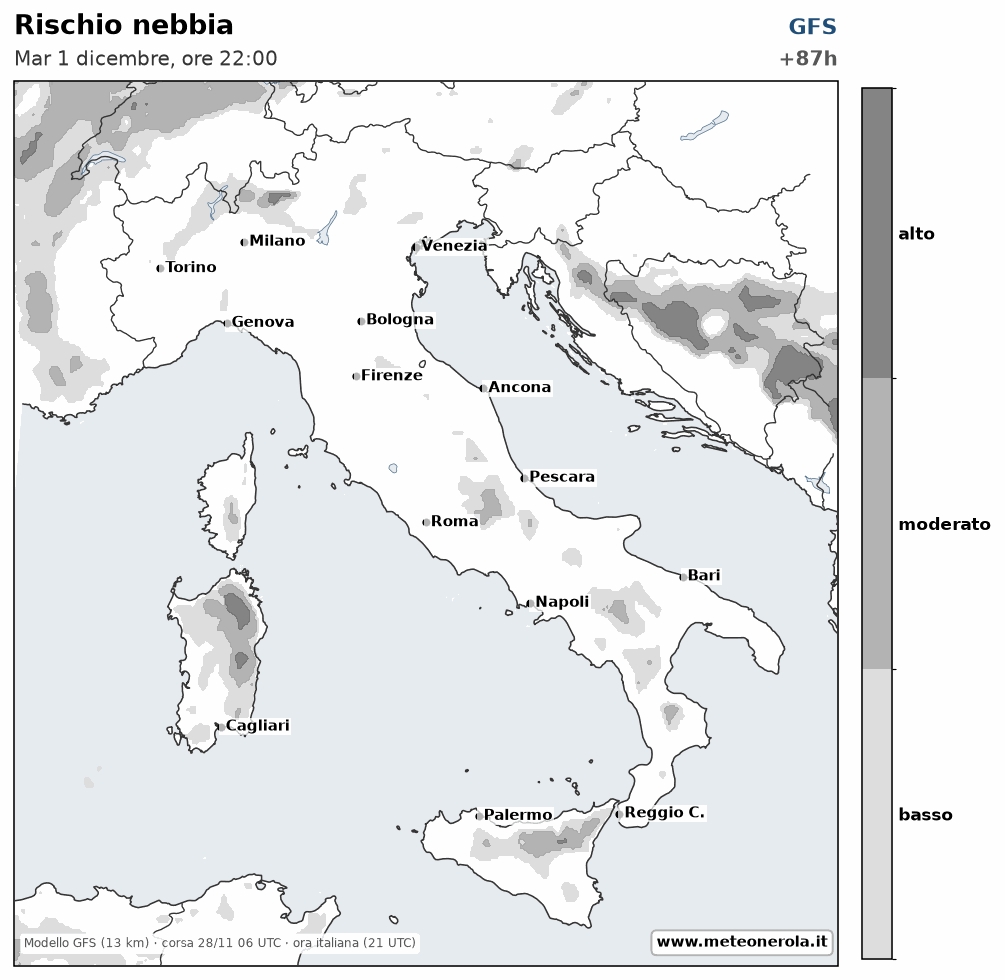 Rischio nebbia
GFS
Mar 1 dicembre, ore 22:00
+87h
alto
moderato
basso
Milano
Venezia
Torino
Genova
Bologna
Firenze
Ancona
Pescara
Roma
Bari
Napoli
Cagliari
Palermo
Reggio C.
Modello GFS (13 km) · corsa 28/11 06 UTC · ora italiana (21 UTC)
www.meteonerola.it